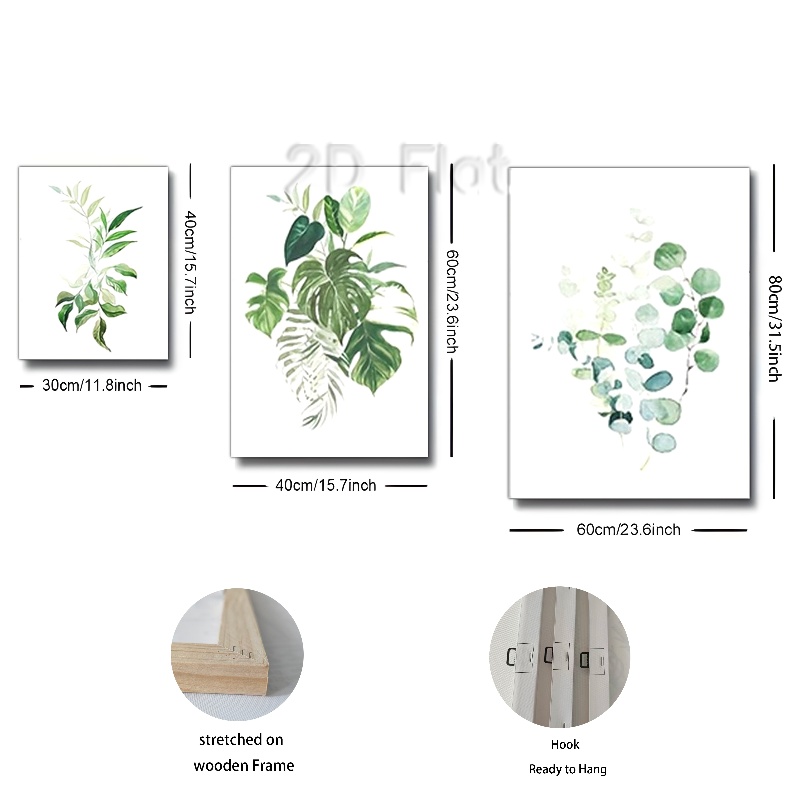 2D Flat
40cm/15.7inch
60cm/23.6inch
80cm/31.5inch
30cm/11.8inch
40cm/15.7inch
60cm/23.6inch
stretched on
wooden Frame
Hook
Ready to Hang